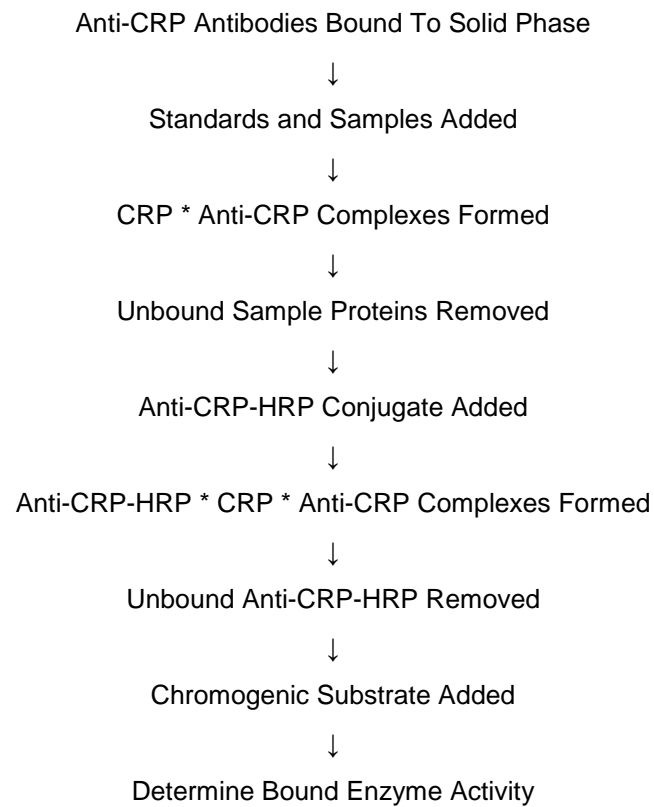 Anti-CRP Antibodies Bound To Solid Phase
↓
Standards and Samples Added
↓
CRP * Anti-CRP Complexes Formed
↓
Unbound Sample Proteins Removed
↓
Anti-CRP-HRP Conjugate Added
↓
Anti-CRP-HRP * CRP * Anti-CRP Complexes Formed
↓
Unbound Anti-CRP-HRP Removed
↓
Chromogenic Substrate Added
↓
Determine Bound Enzyme Activity